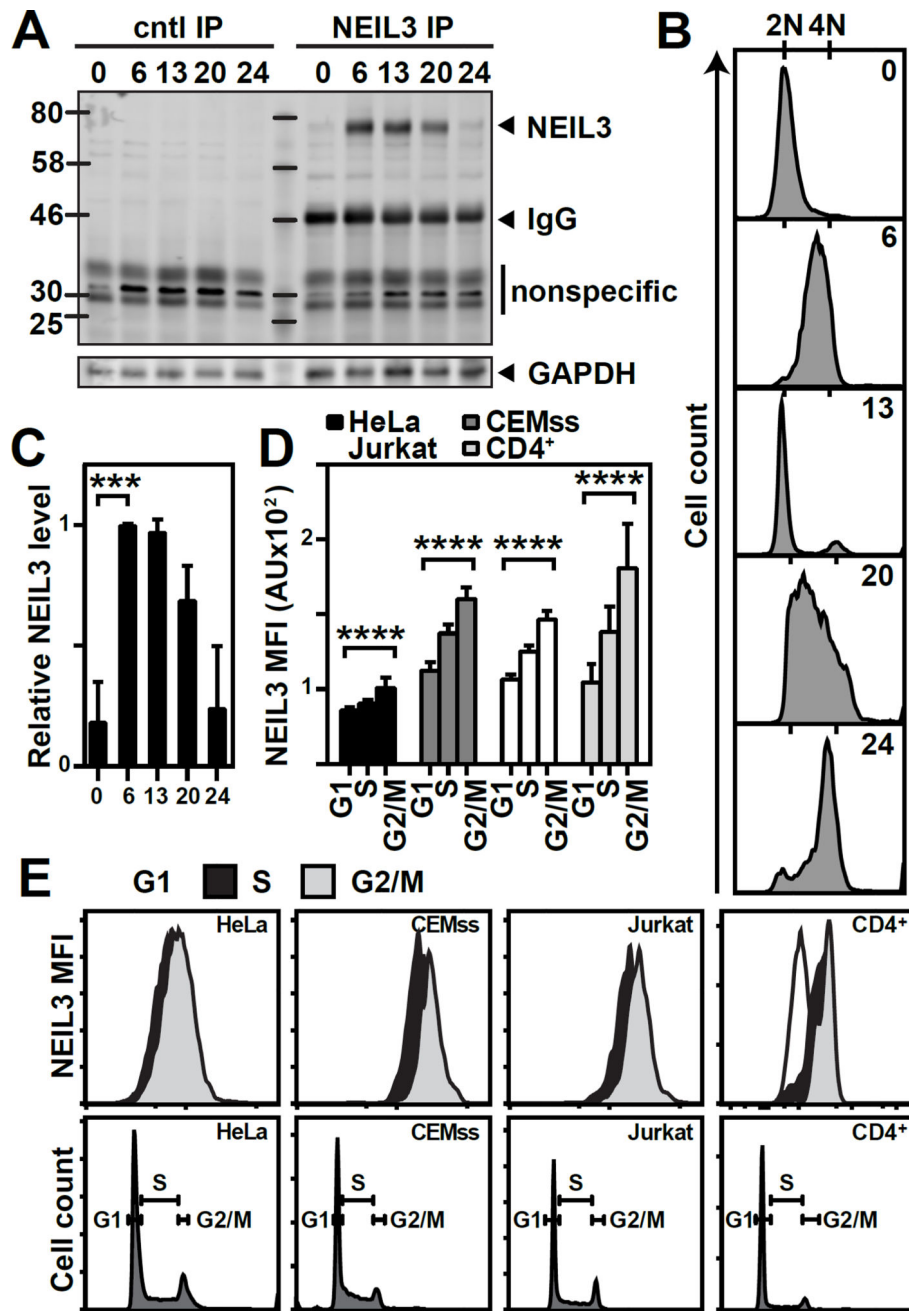 A
cntl IP NEIL3 IP
0 6 13 20 24 0 6 13 20 24
80
58
46
30
25
NEIL3
IgG
nonspecific
GAPDH
B
2N 4N
Cell count
0
6
13
20
24
C
Relative NEIL3 level
1
0
***
0 6 13 20 24
D
HeLa CEMss
Jurkat CD4⁺
NEIL3 MFI (AUx10²)
2
1
**** **** **** ****
G1 S G2/M G1 S G2/M G1 S G2/M G1 S G2/M
E
G1 S G2/M
NEIL3 MFI
HeLa CEMss Jurkat CD4⁺
Cell count
HeLa CEMss Jurkat CD4⁺
S S S S
G1 G2/M G1 G2/M G1 G2/M G1 G2/M